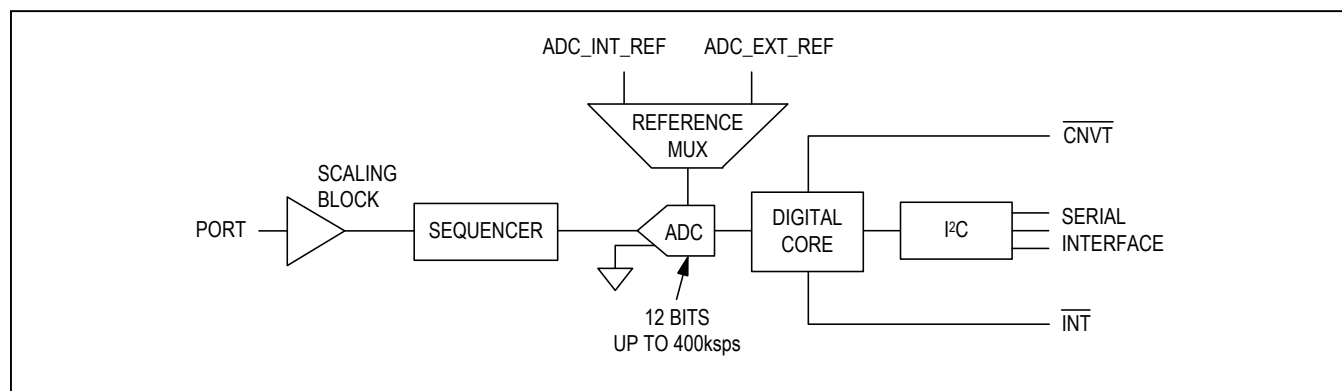 ADC_INT_REF
ADC_EXT_REF
REFERENCE
MUX
CNVT
SCALING
BLOCK
PORT
SEQUENCER
ADC
DIGITAL
CORE
I²C
SERIAL
INTERFACE
12 BITS
UP TO 400ksps
INT